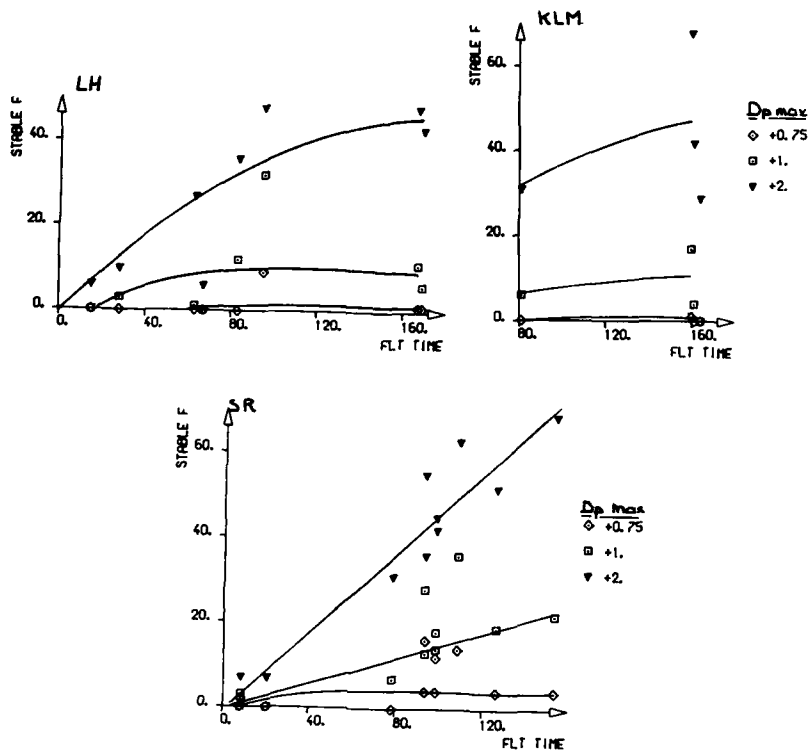 LH
STABLE F
40.
20.
0.
0. 40. 80. 120. 160.
FLT TIME
KLM
STABLE F
60.
40.
20.
0.
80. 120. 160.
FLT TIME
Dp max
+0.75
+1.
+2.
SR
STABLE F
60.
40.
20.
0.
0. 40. 80. 120.
FLT TIME
Dp max
+0.75
+1.
+2.